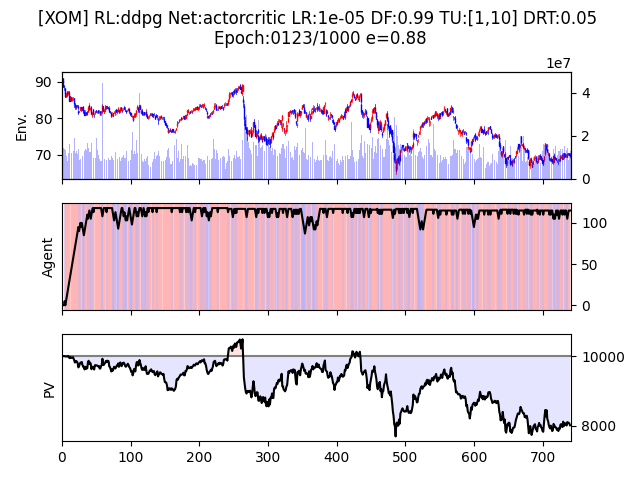 [XOM] RL:ddpg Net:actorcritic LR:1e-05 DF:0.99 TU:[1,10] DRT:0.05
Epoch:0123/1000 e=0.88
1e7
90
80
70
Env.
4
2
0
Agent
100
50
0
PV
10000
8000
0 100 200 300 400 500 600 700